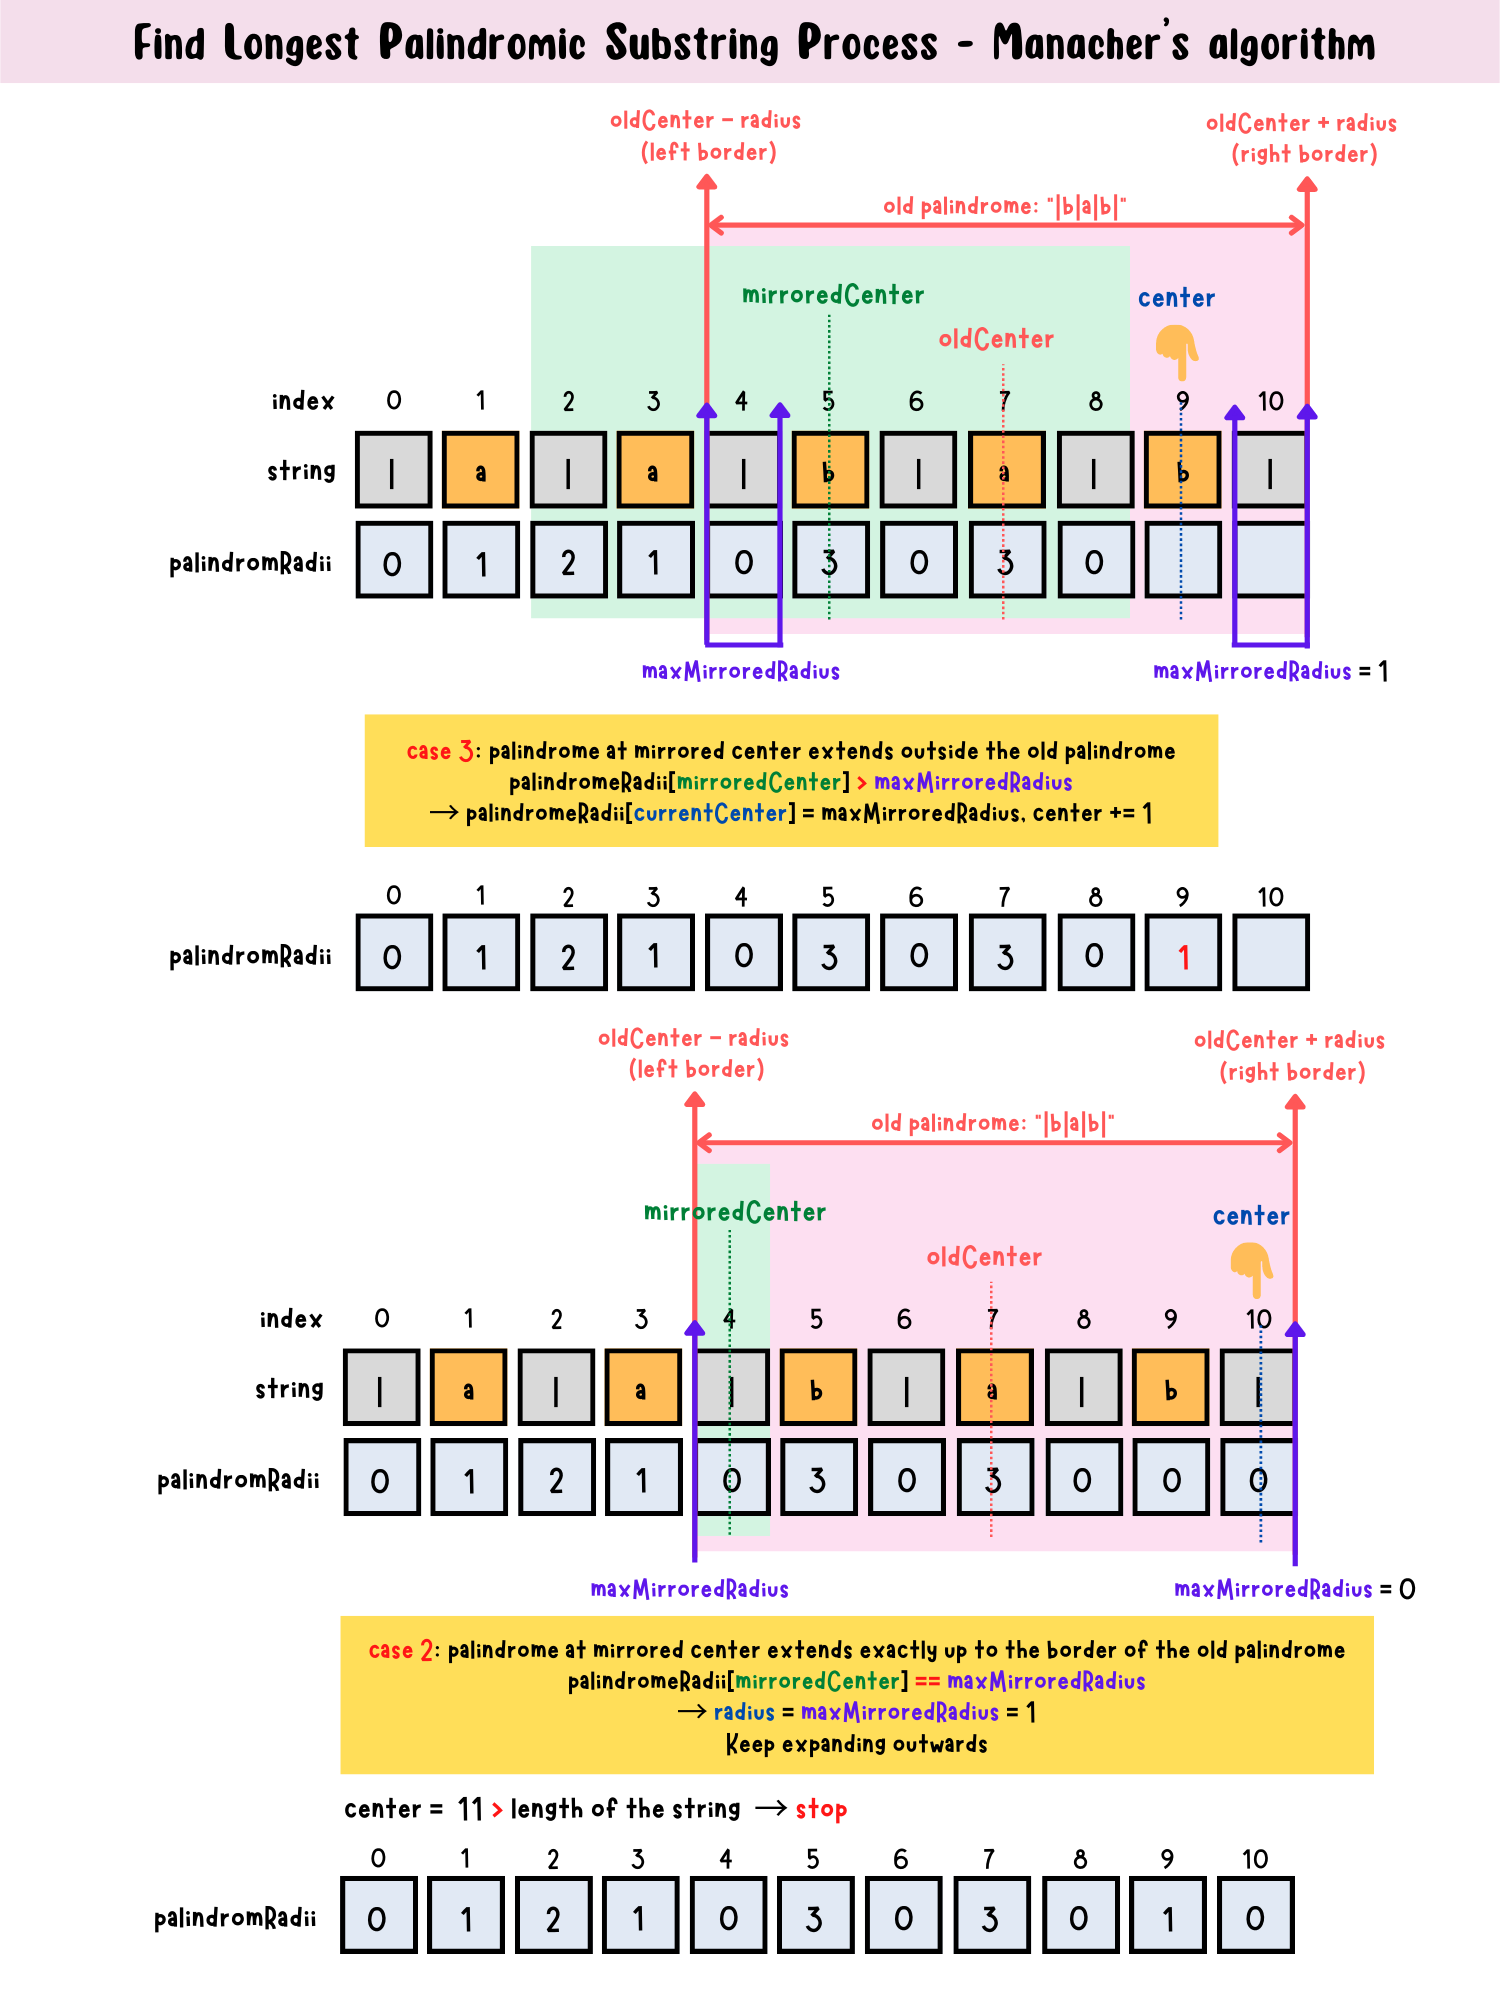 Find Longest Palindromic Substring Process - Manacher's algorithm
oldCenter - radius
(left border)
oldCenter + radius
(right border)
old palindrome: "|b|a|b|"
mirroredCenter
center
oldCenter
index 0 1 2 3 4 5 6 7 8 9 10
string | a | a | b | a | b |
palindromRadii 0 1 2 1 0 3 0 3 0
maxMirroredRadius
maxMirroredRadius = 1
case 3: palindrome at mirrored center extends outside the old palindrome
palindromeRadii[mirroredCenter] > maxMirroredRadius
→ palindromeRadii[currentCenter] = maxMirroredRadius, center += 1
0 1 2 3 4 5 6 7 8 9 10
palindromRadii 0 1 2 1 0 3 0 3 0 1
oldCenter - radius
(left border)
oldCenter + radius
(right border)
old palindrome: "|b|a|b|"
mirroredCenter
center
oldCenter
index 0 1 2 3 4 5 6 7 8 9 10
string | a | a | b | a | b |
palindromRadii 0 1 2 1 0 3 0 3 0 0 0
maxMirroredRadius
maxMirroredRadius = 0
case 2: palindrome at mirrored center extends exactly up to the border of the old palindrome
palindromeRadii[mirroredCenter] == maxMirroredRadius
→ radius = maxMirroredRadius = 1
Keep expanding outwards
center = 11 > length of the string → stop
0 1 2 3 4 5 6 7 8 9 10
palindromRadii 0 1 2 1 0 3 0 3 0 1 0